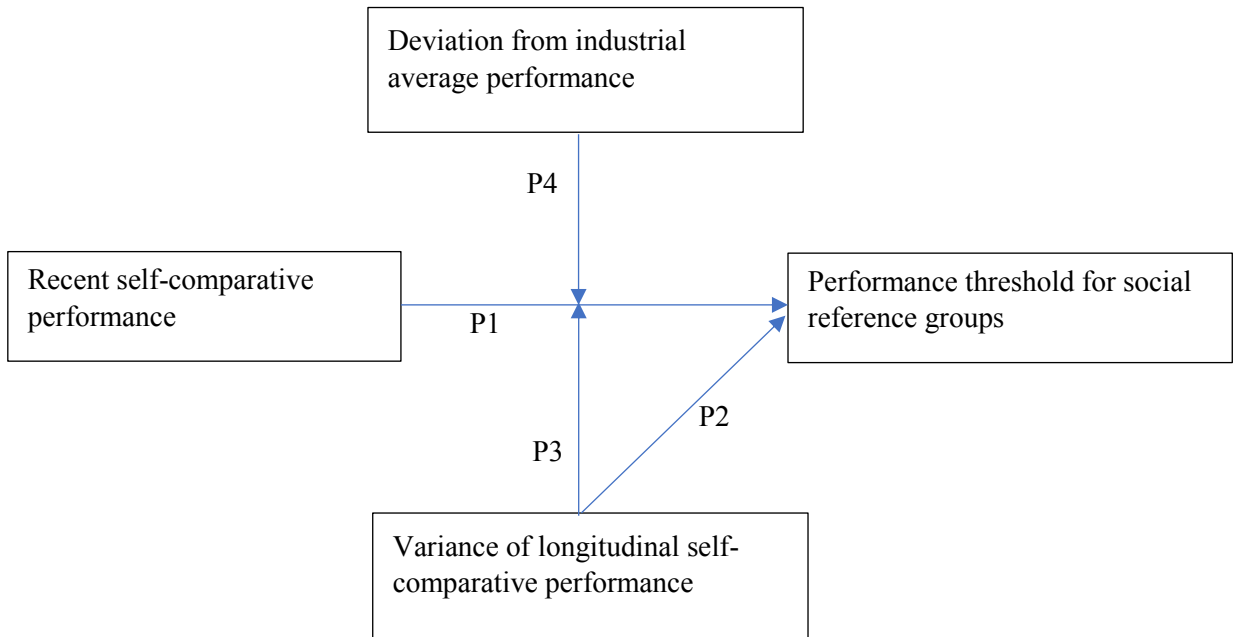 Deviation from industrial
average performance
P4
Recent self-comparative
performance
P1
Performance threshold for social
reference groups
P2
P3
Variance of longitudinal self-
comparative performance